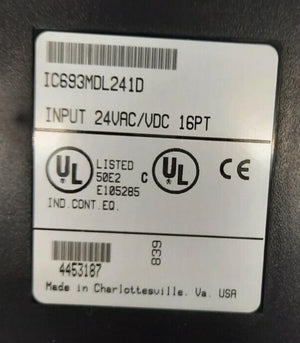 IC693MDL241D
INPUT 24VAC/VDC 16PT
UL LISTED C UL CE
50E2
E105285
IND.CONT.EQ.
839
4453187
Made in Charlottesville. Va. USA